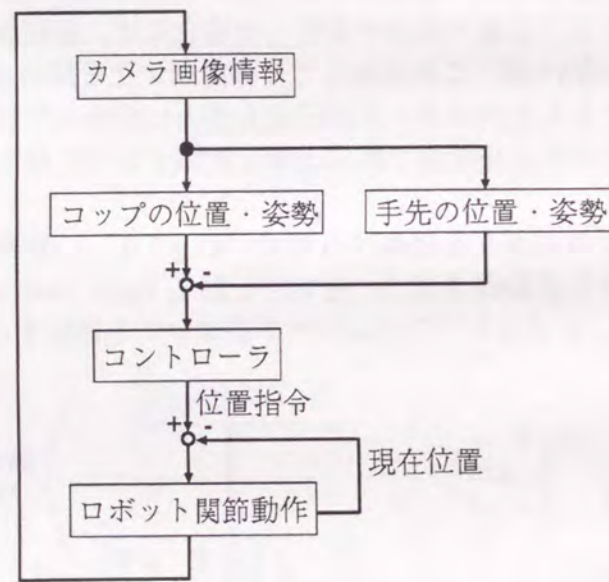 カメラ画像情報
コップの位置・姿勢
手先の位置・姿勢
+
-
コントローラ
位置指令
+
-
現在位置
ロボット関節動作